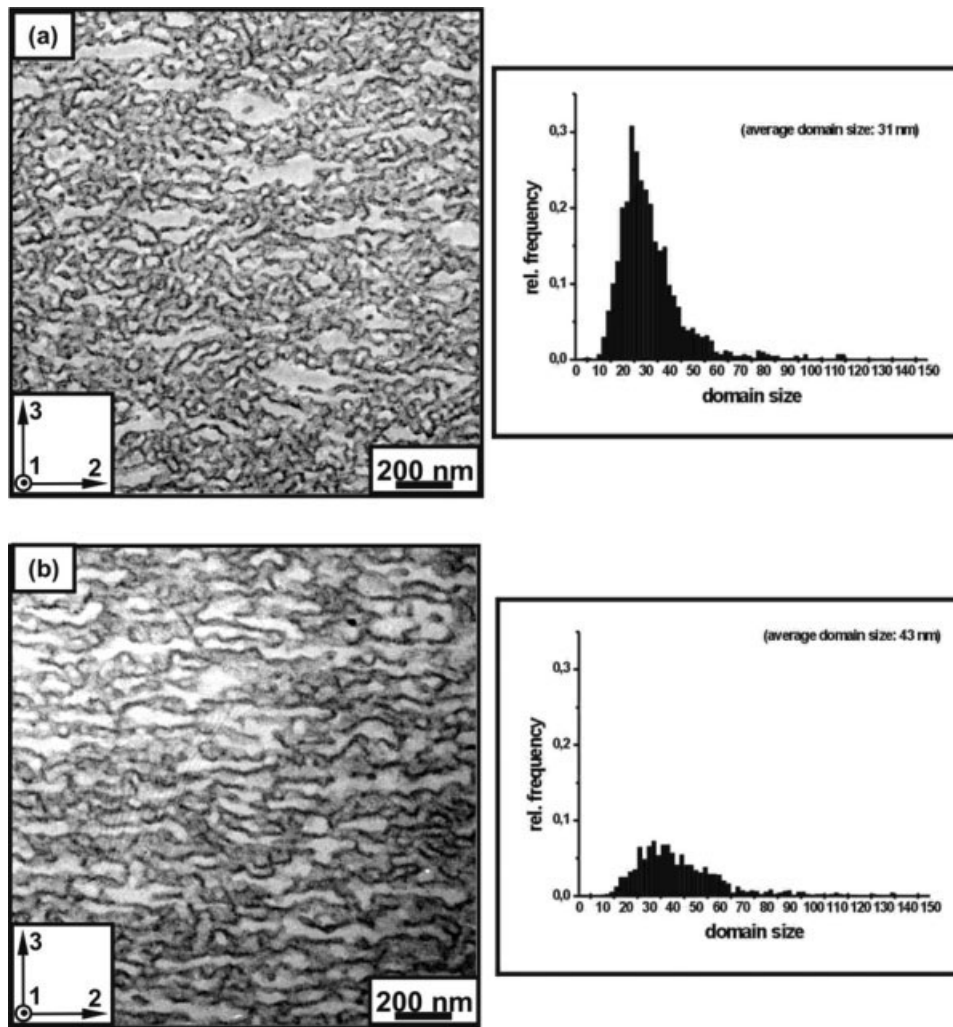 (a)
3
1 2
200 nm
(average domain size: 31 nm)
rel. frequency
0,3
0,2
0,1
0,0
0 10 20 30 40 50 60 70 80 90 100 110 120 130 140 150
domain size
(b)
3
1 2
200 nm
(average domain size: 43 nm)
rel. frequency
0,3
0,2
0,1
0,0
0 10 20 30 40 50 60 70 80 90 100 110 120 130 140 150
domain size